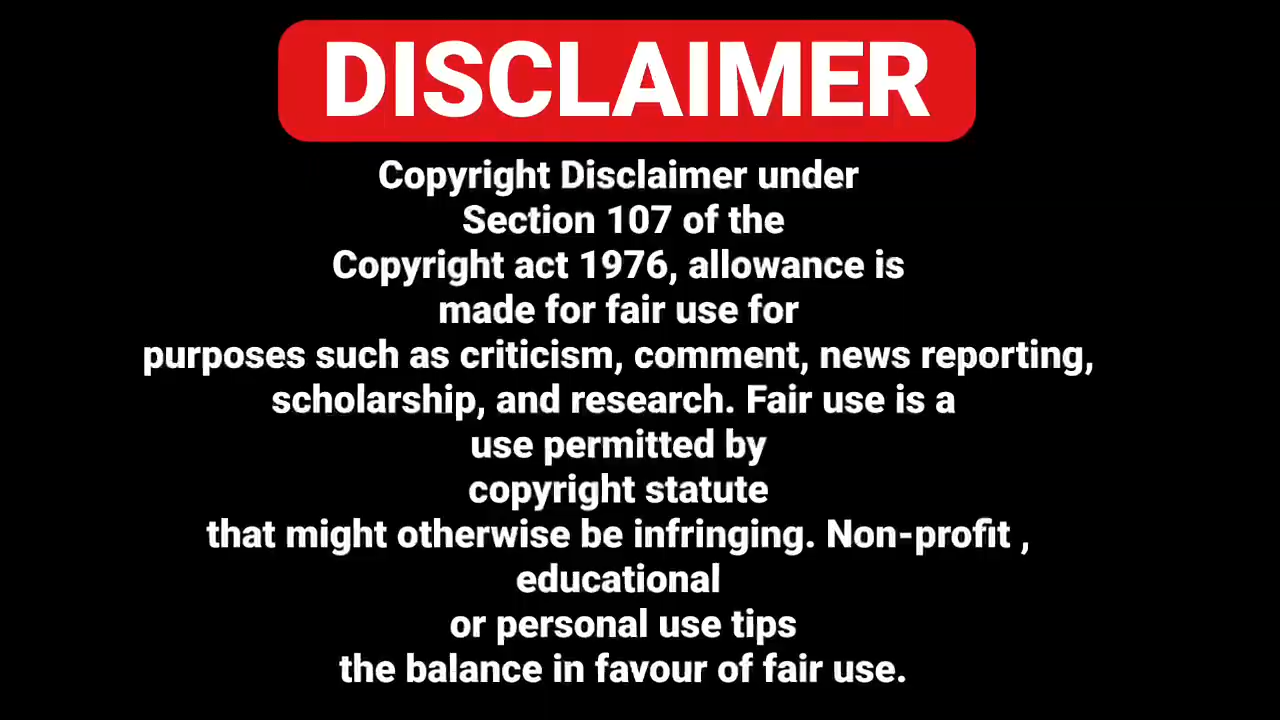 DISCLAIMER
Copyright Disclaimer under
Section 107 of the
Copyright act 1976, allowance is
made for fair use for
purposes such as criticism, comment, news reporting,
scholarship, and research. Fair use is a
use permitted by
copyright statute
that might otherwise be infringing. Non-profit ,
educational
or personal use tips
the balance in favour of fair use.